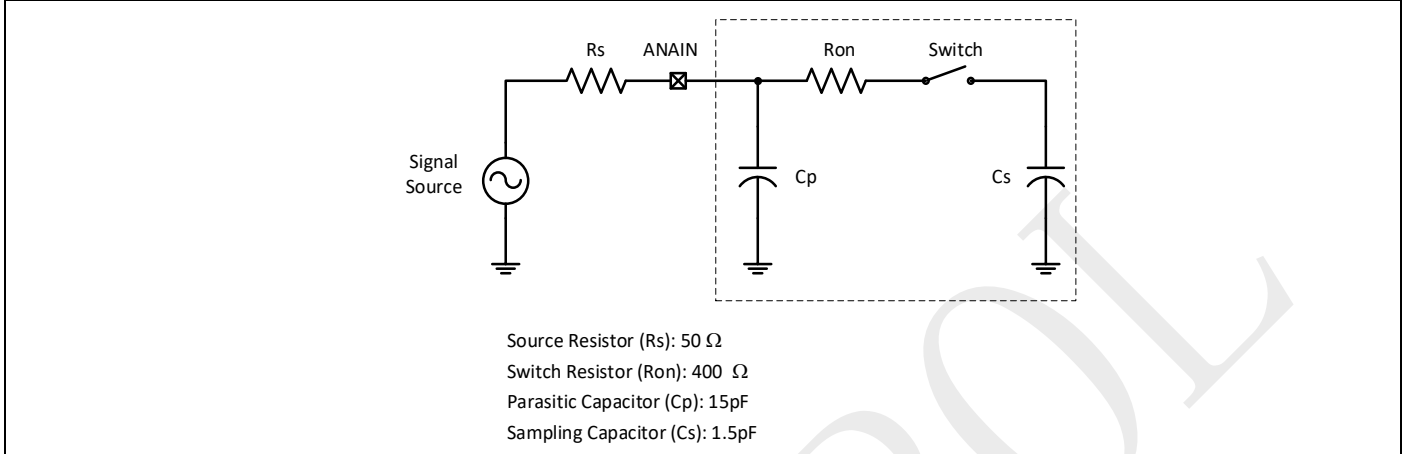 Rs ANAIN Ron Switch
Signal
Source
Cp
Cs
Source Resistor (Rs): 50 Ω
Switch Resistor (Ron): 400 Ω
Parasitic Capacitor (Cp): 15pF
Sampling Capacitor (Cs): 1.5pF